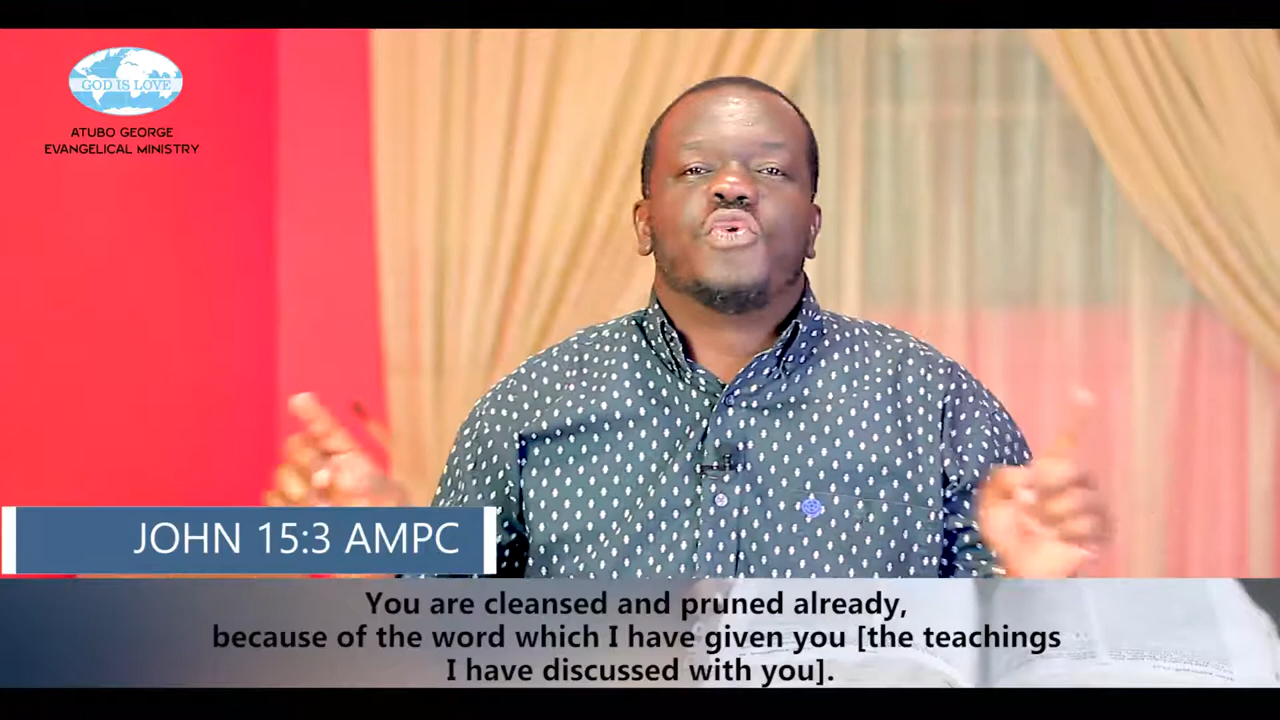 GOD IS LOVE
ATUBO GEORGE
EVANGELICAL MINISTRY
JOHN 15:3 AMPC
You are cleansed and pruned already,
because of the word which I have given you [the teachings
I have discussed with you].